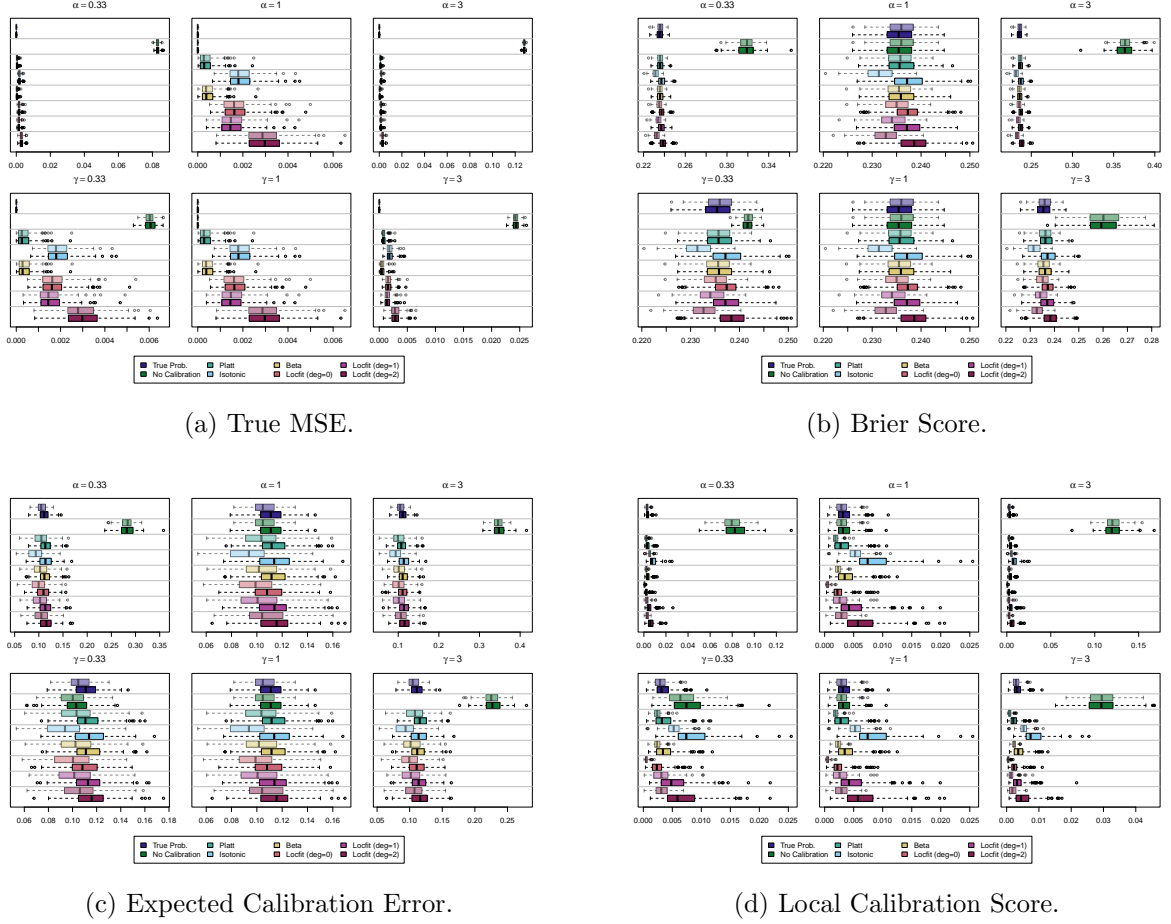 α = 0.33 α = 1 α = 3
0.00 0.02 0.04 0.06 0.08 0.000 0.002 0.004 0.006 0.00 0.02 0.04 0.06 0.08 0.10 0.12
γ = 0.33 γ = 1 γ = 3
0.000 0.001 0.002 0.003 0.004 0.005 0.006 0.000 0.002 0.004 0.006 0.00 0.05 0.10 0.15 0.20 0.25
True Prob. Platt Beta Locfit (deg=1)
No Calibration Isotonic Locfit (deg=0) Locfit (deg=2)
(a) True MSE.
α = 0.33 α = 1 α = 3
0.22 0.26 0.30 0.34 0.220 0.230 0.240 0.250 0.25 0.30 0.35 0.40
γ = 0.33 γ = 1 γ = 3
0.220 0.230 0.240 0.250 0.220 0.230 0.240 0.250 0.22 0.23 0.24 0.25 0.26 0.27 0.28
True Prob. Platt Beta Locfit (deg=1)
No Calibration Isotonic Locfit (deg=0) Locfit (deg=2)
(b) Brier Score.
α = 0.33 α = 1 α = 3
0.05 0.10 0.15 0.20 0.25 0.30 0.35 0.06 0.08 0.10 0.12 0.14 0.16 0.1 0.2 0.3 0.4
γ = 0.33 γ = 1 γ = 3
0.06 0.08 0.10 0.12 0.14 0.16 0.18 0.06 0.08 0.10 0.12 0.14 0.16 0.05 0.10 0.15 0.20 0.25
True Prob. Platt Beta Locfit (deg=1)
No Calibration Isotonic Locfit (deg=0) Locfit (deg=2)
(c) Expected Calibration Error.
α = 0.33 α = 1 α = 3
0.00 0.02 0.04 0.06 0.08 0.10 0.12 0.000 0.005 0.010 0.015 0.020 0.025 0.00 0.05 0.10 0.15
γ = 0.33 γ = 1 γ = 3
0.000 0.005 0.010 0.015 0.020 0.025 0.000 0.005 0.010 0.015 0.020 0.025 0.00 0.01 0.02 0.03 0.04
True Prob. Platt Beta Locfit (deg=1)
No Calibration Isotonic Locfit (deg=0) Locfit (deg=2)
(d) Local Calibration Score.